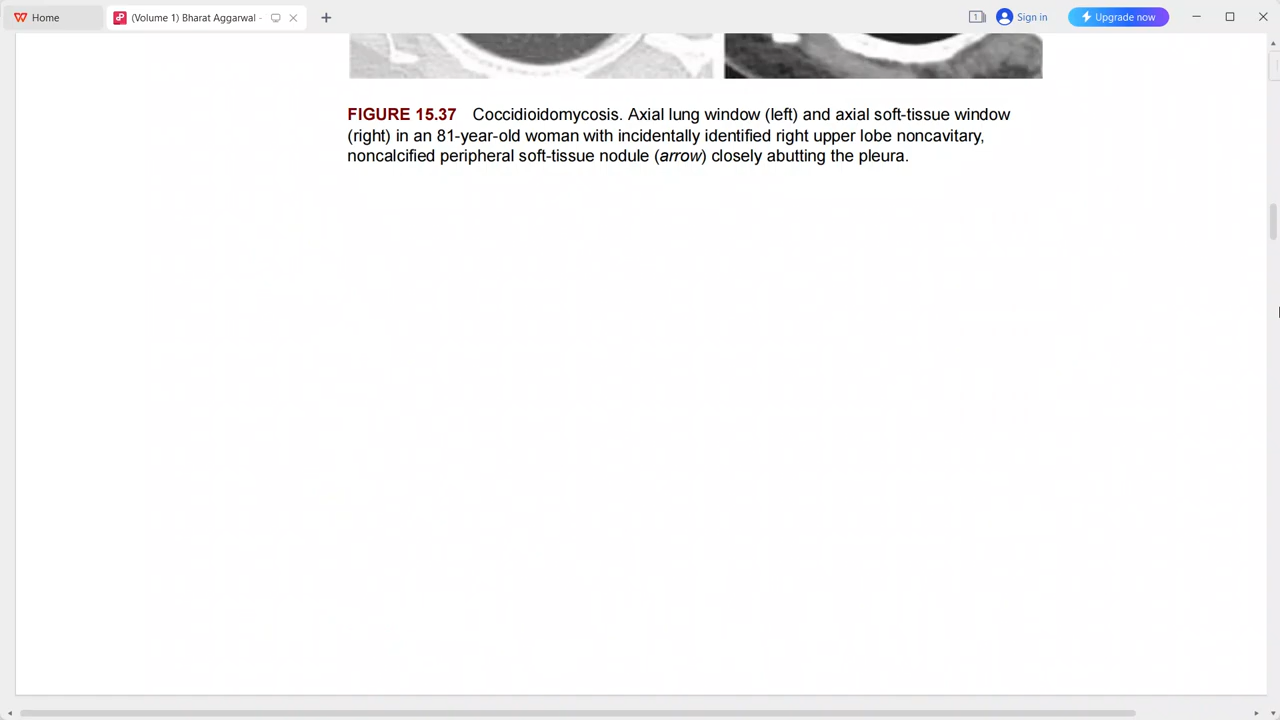 Home
(Volume 1) Bharat Aggarwal -
1
Sign in
Upgrade now
FIGURE 15.37 Coccidioidomycosis. Axial lung window (left) and axial soft-tissue window
(right) in an 81-year-old woman with incidentally identified right upper lobe noncavitary,
noncalcified peripheral soft-tissue nodule (arrow) closely abutting the pleura.